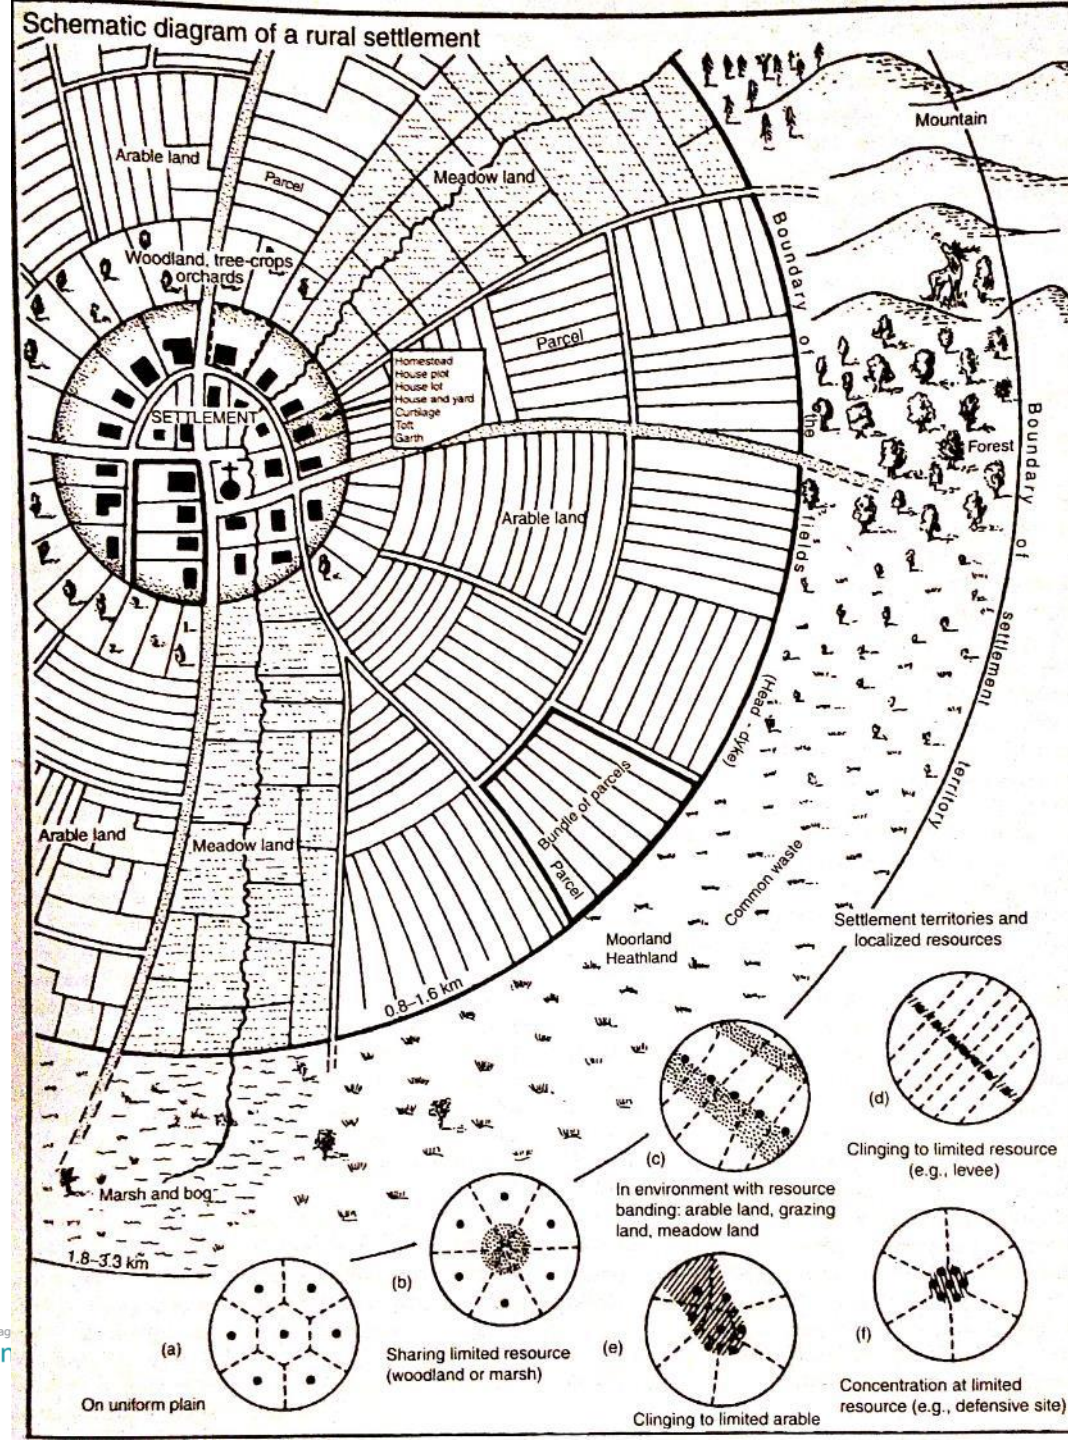 Schematic diagram of a rural settlement
Mountain
Arable land
Parcel
Meadow land
Woodland, tree-crops
orchards
Boundary of the fields
(Head-dyke)
Parcel
Homestead
House plot
House lot
House and yard
Curtilage
Toft
Garth
SETTLEMENT
Forest
Boundary of settlement territory
Arable land
Bundle of parcels
Parcel
Arable land
Meadow land
Common waste
Moorland
Heathland
0.8–1.6 km
Marsh and bog
1.8–3.3 km
Settlement territories and
localized resources
(a)
On uniform plain
(b)
Sharing limited resource
(woodland or marsh)
(c)
In environment with resource
banding: arable land, grazing
land, meadow land
(d)
Clinging to limited resource
(e.g., levee)
(e)
Clinging to limited arable
(f)
Concentration at limited
resource (e.g., defensive site)